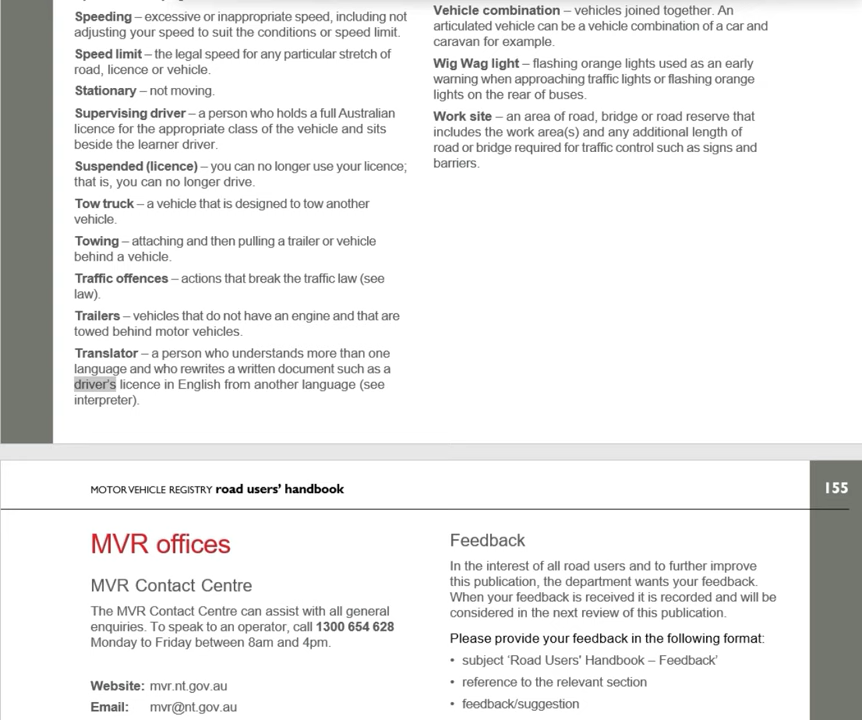 Speeding – excessive or inappropriate speed, including not
adjusting your speed to suit the conditions or speed limit.
Speed limit – the legal speed for any particular stretch of
road, licence or vehicle.
Stationary – not moving.
Supervising driver – a person who holds a full Australian
licence for the appropriate class of the vehicle and sits
beside the learner driver.
Suspended (licence) – you can no longer use your licence;
that is, you can no longer drive.
Tow truck – a vehicle that is designed to tow another
vehicle.
Towing – attaching and then pulling a trailer or vehicle
behind a vehicle.
Traffic offences – actions that break the traffic law (see
law).
Trailers – vehicles that do not have an engine and that are
towed behind motor vehicles.
Translator – a person who understands more than one
language and who rewrites a written document such as a
driver's licence in English from another language (see
interpreter).
Vehicle combination – vehicles joined together. An
articulated vehicle can be a vehicle combination of a car and
caravan for example.
Wig Wag light – flashing orange lights used as an early
warning when approaching traffic lights or flashing orange
lights on the rear of buses.
Work site – an area of road, bridge or road reserve that
includes the work area(s) and any additional length of
road or bridge required for traffic control such as signs and
barriers.
MOTOR VEHICLE REGISTRY road users' handbook
155
MVR offices
MVR Contact Centre
The MVR Contact Centre can assist with all general
enquiries. To speak to an operator, call 1300 654 628
Monday to Friday between 8am and 4pm.
Website: mvr.nt.gov.au
Email: mvr@nt.gov.au
Feedback
In the interest of all road users and to further improve
this publication, the department wants your feedback.
When your feedback is received it is recorded and will be
considered in the next review of this publication.
Please provide your feedback in the following format:
• subject 'Road Users' Handbook – Feedback'
• reference to the relevant section
• feedback/suggestion